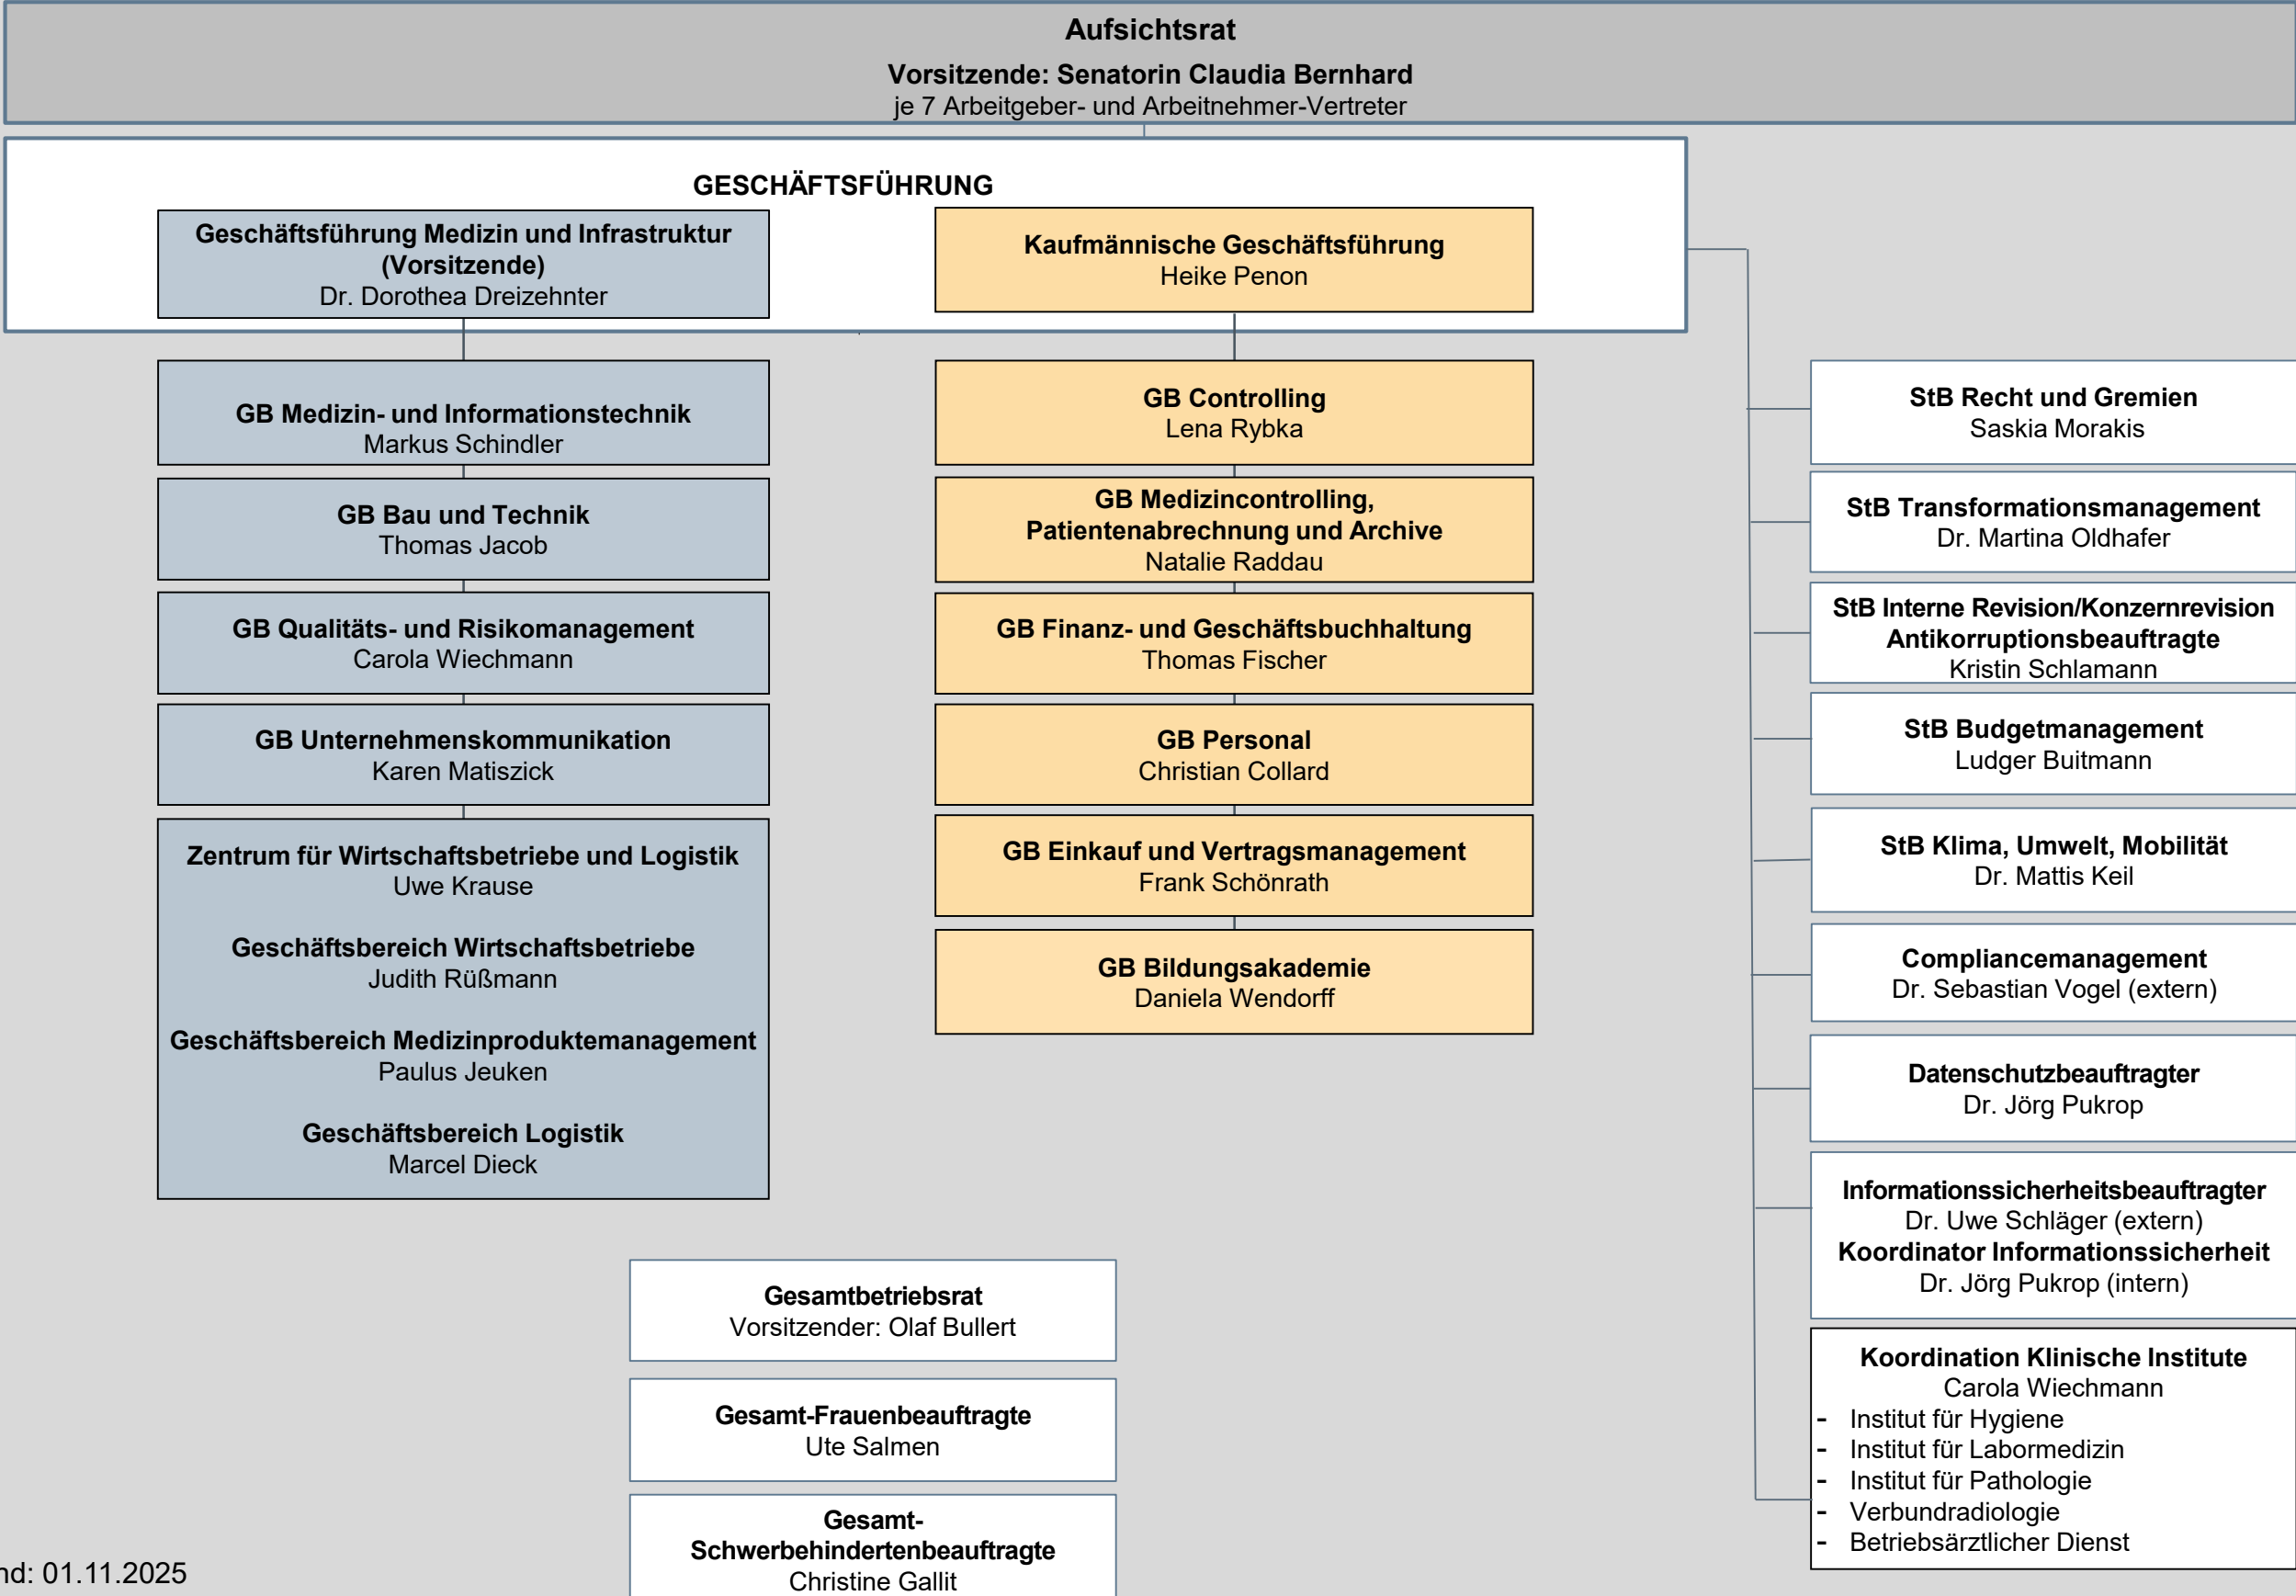 Aufsichtsrat
Vorsitzende: Senatorin Claudia Bernhard
je 7 Arbeitgeber- und Arbeitnehmer-Vertreter
GESCHÄFTSFÜHRUNG
Geschäftsführung Medizin und Infrastruktur
(Vorsitzende)
Dr. Dorothea Dreizehnter
Kaufmännische Geschäftsführung
Heike Penon
GB Medizin- und Informationstechnik
Markus Schindler
GB Bau und Technik
Thomas Jacob
GB Qualitäts- und Risikomanagement
Carola Wiechmann
GB Unternehmenskommunikation
Karen Matiszick
Zentrum für Wirtschaftsbetriebe und Logistik
Uwe Krause
Geschäftsbereich Wirtschaftsbetriebe
Judith Rüßmann
Geschäftsbereich Medizinproduktemanagement
Paulus Jeuken
Geschäftsbereich Logistik
Marcel Dieck
GB Controlling
Lena Rybka
GB Medizincontrolling,
Patientenabrechnung und Archive
Natalie Raddau
GB Finanz- und Geschäftsbuchhaltung
Thomas Fischer
GB Personal
Christian Collard
GB Einkauf und Vertragsmanagement
Frank Schönrath
GB Bildungsakademie
Daniela Wendorff
StB Recht und Gremien
Saskia Morakis
StB Transformationsmanagement
Dr. Martina Oldhafer
StB Interne Revision/Konzernrevision
Antikorruptionsbeauftragte
Kristin Schlamann
StB Budgetmanagement
Ludger Buitmann
StB Klima, Umwelt, Mobilität
Dr. Mattis Keil
Compliancemanagement
Dr. Sebastian Vogel (extern)
Datenschutzbeauftragter
Dr. Jörg Pukrop
Informationssicherheitsbeauftragter
Dr. Uwe Schläger (extern)
Koordinator Informationssicherheit
Dr. Jörg Pukrop (intern)
Koordination Klinische Institute
Carola Wiechmann
- Institut für Hygiene
- Institut für Labormedizin
- Institut für Pathologie
- Verbundradiologie
- Betriebsärztlicher Dienst
Gesamtbetriebsrat
Vorsitzender: Olaf Bullert
Gesamt-Frauenbeauftragte
Ute Salmen
Gesamt-
Schwerbehindertenbeauftragte
Christine Gallit
nd: 01.11.2025